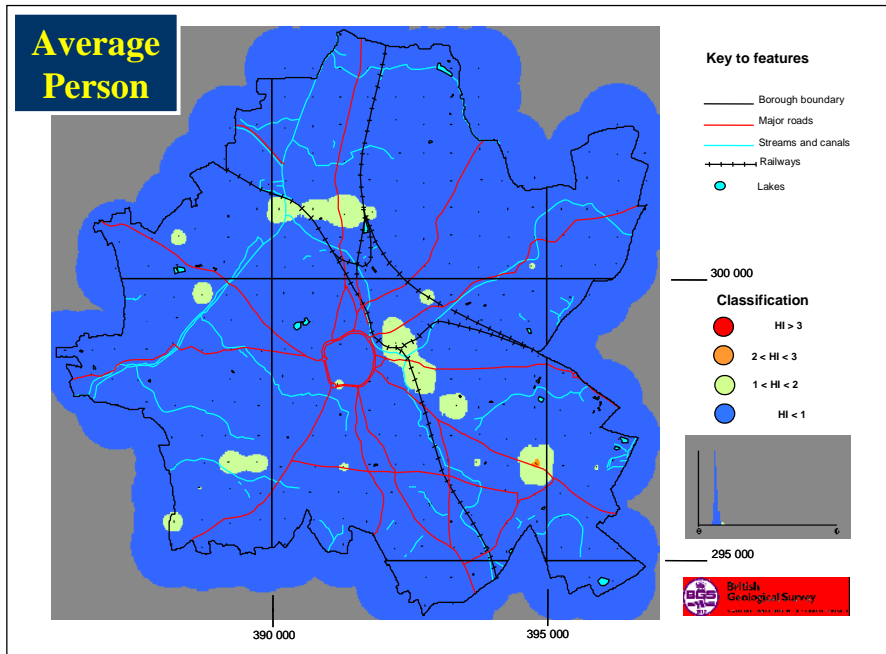 Average
Person
Key to features
Borough boundary
Major roads
Streams and canals
Railways
Lakes
300 000
Classification
HI > 3
2 < HI < 3
1 < HI < 2
HI < 1
295 000
British
Geological Survey
BGS
390 000
395 000